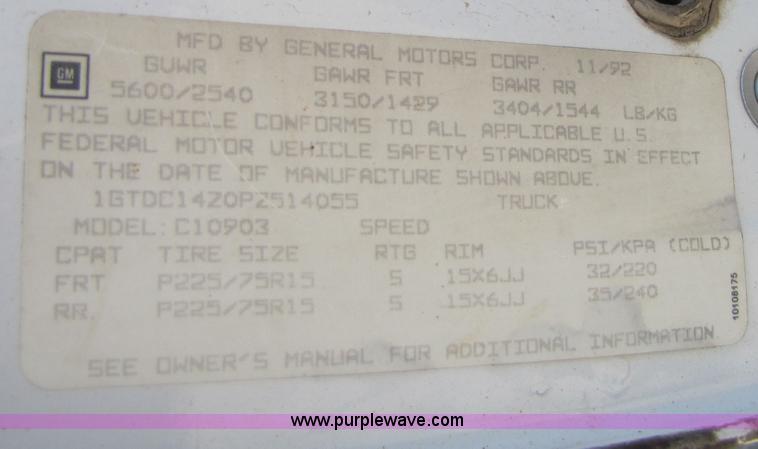 MFD BY GENERAL MOTORS CORP. 11/92
GM
GVWR GAWR FRT GAWR RR
5600/2540 3150/1429 3404/1544 LB/KG
THIS VEHICLE CONFORMS TO ALL APPLICABLE U.S.
FEDERAL MOTOR VEHICLE SAFETY STANDARDS IN EFFECT
ON THE DATE OF MANUFACTURE SHOWN ABOVE.
1GTDC14Z0PZ514055 TRUCK
MODEL: C10903 SPEED
CPAT TIRE SIZE RTG RIM PSI/KPA (COLD)
FRT P225/75R15 S 15X6JJ 32/220
RR. P225/75R15 S 15X6JJ 35/240
SEE OWNER'S MANUAL FOR ADDITIONAL INFORMATION
10108175
www.purplewave.com